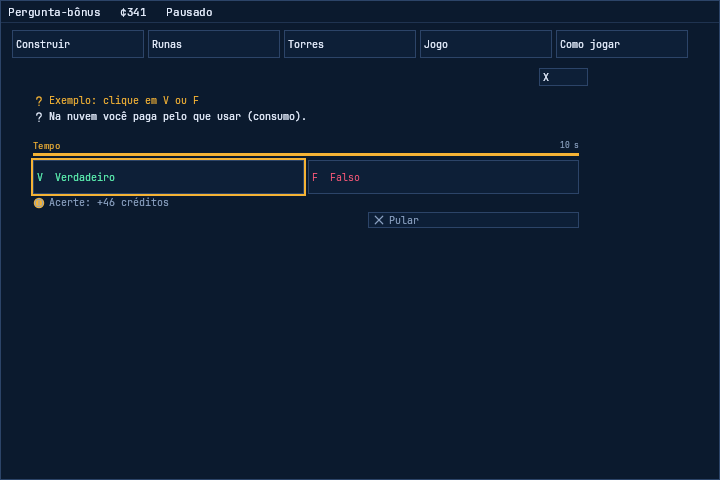 Pergunta-bônus ¢341 Pausado
Construir Runas Torres Jogo Como jogar
X
? Exemplo: clique em V ou F
? Na nuvem você paga pelo que usar (consumo).
Tempo 10 s
V Verdadeiro F Falso
Acerte: +46 créditos
Pular